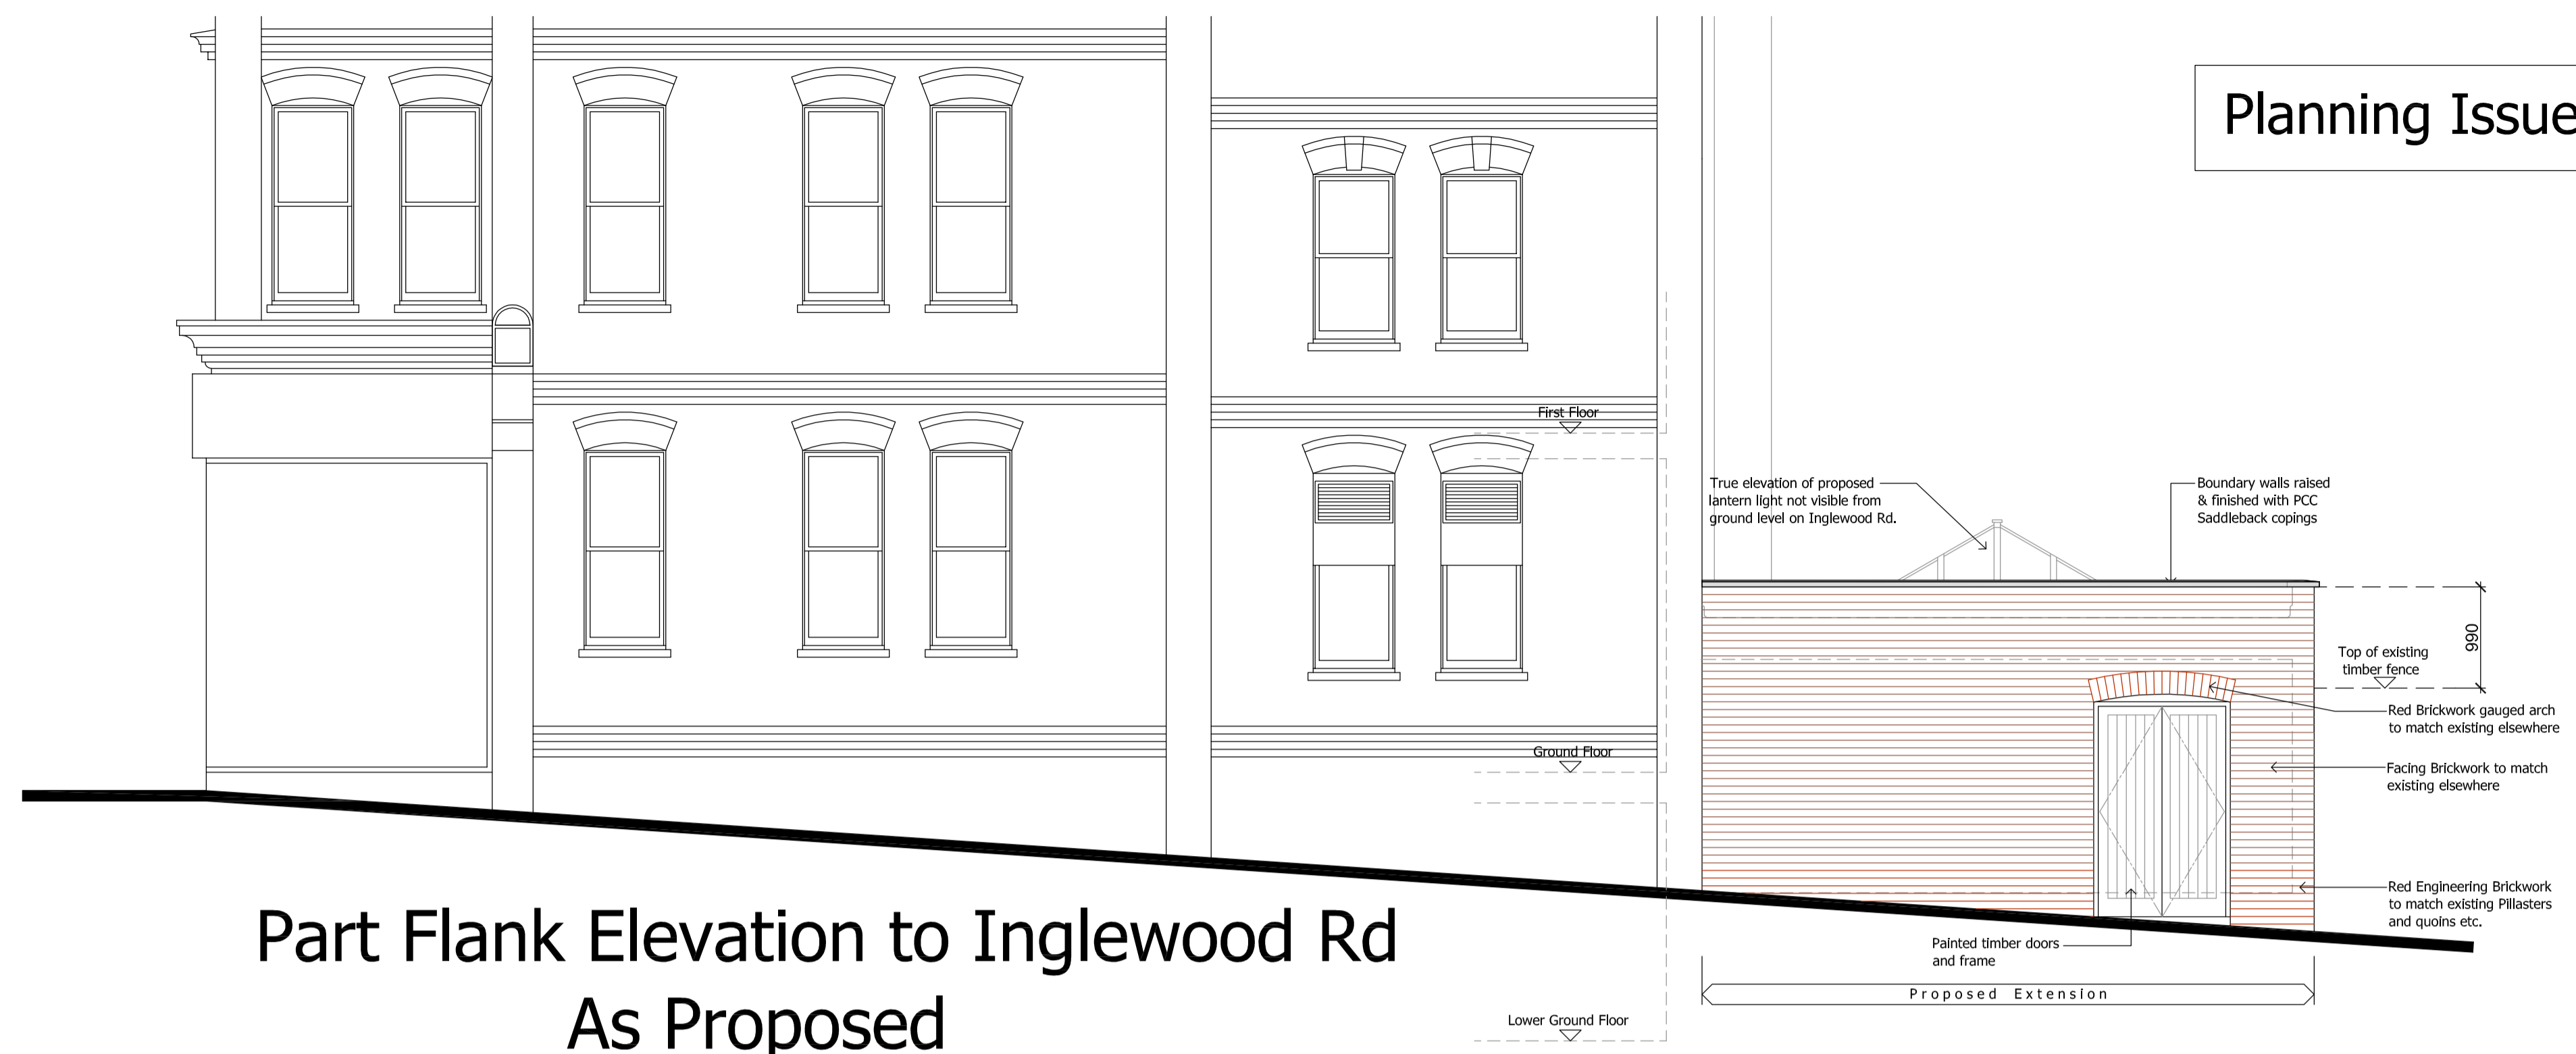 Planning Issue
First Floor
True elevation of proposed
lantern light not visible from
ground level on Inglewood Rd.
Boundary walls raised
& finished with PCC
Saddleback copings
990
Top of existing
timber fence
Red Brickwork gauged arch
to match existing elsewhere
Ground Floor
Facing Brickwork to match
existing elsewhere
Red Engineering Brickwork
to match existing Pillasters
and quoins etc.
Painted timber doors
and frame
Proposed Extension
Part Flank Elevation to Inglewood Rd
As Proposed
Lower Ground Floor